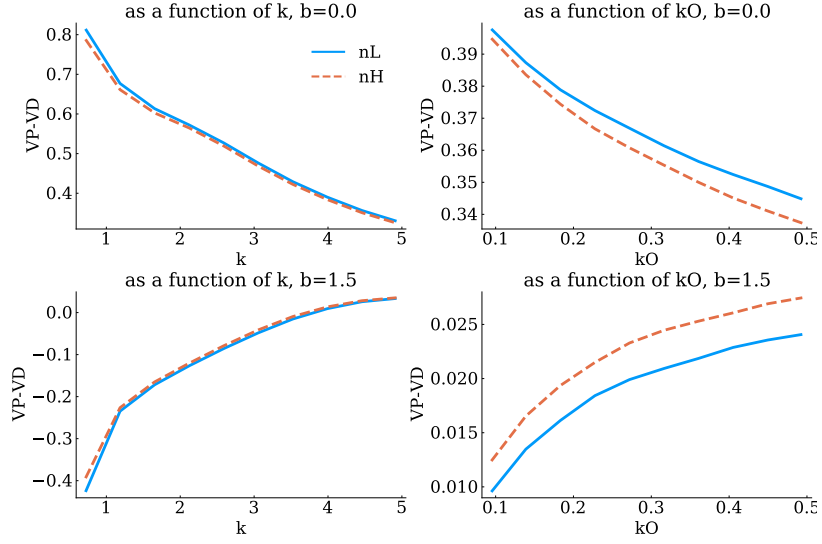 as a function of k, b=0.0
0.8
0.7
0.6
0.5
0.4
VP-VD
nL
nH
1 2 3 4 5
k
as a function of kO, b=0.0
0.39
0.38
0.37
0.36
0.35
0.34
VP-VD
0.1 0.2 0.3 0.4 0.5
kO
as a function of k, b=1.5
0.0
−0.1
−0.2
−0.3
−0.4
VP-VD
1 2 3 4 5
k
as a function of kO, b=1.5
0.025
0.020
0.015
0.010
VP-VD
0.1 0.2 0.3 0.4 0.5
kO